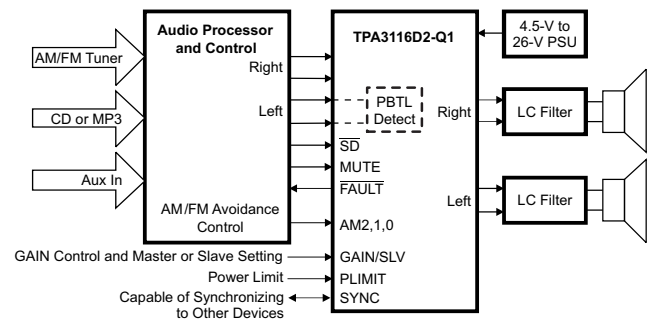 Audio Processor
and Control
TPA3116D2-Q1
4.5-V to
26-V PSU
AM/FM Tuner
Right
PBTL
Detect
Right
LC Filter
CD or MP3
Left
SD
MUTE
FAULT
Aux In
Left
LC Filter
AM/FM Avoidance
Control
AM2,1,0
GAIN Control and Master or Slave Setting
GAIN/SLV
Power Limit
PLIMIT
Capable of Synchronizing
to Other Devices
SYNC